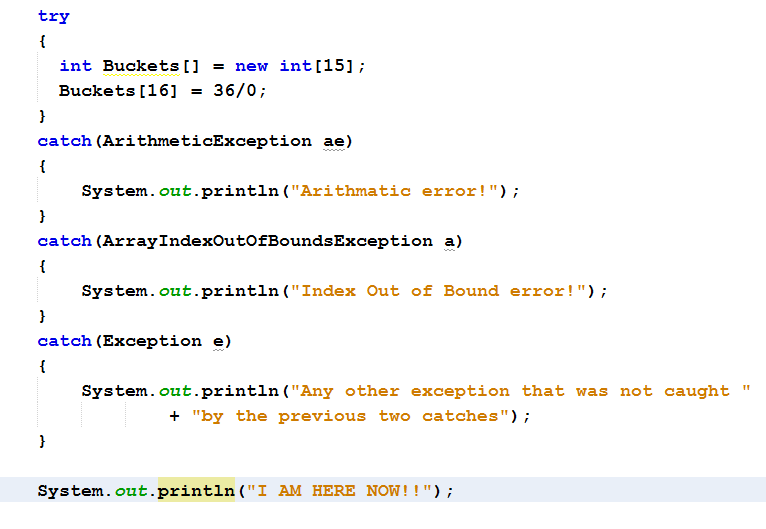 try
{
int Buckets[] = new int[15];
Buckets[16] = 36/0;
}
catch(ArithmeticException ae)
{
System.out.println("Arithmatic error!");
}
catch(ArrayIndexOutOfBoundsException a)
{
System.out.println("Index Out of Bound error!");
}
catch(Exception e)
{
System.out.println("Any other exception that was not caught "
+ "by the previous two catches");
}
System.out.println("I AM HERE NOW!!");